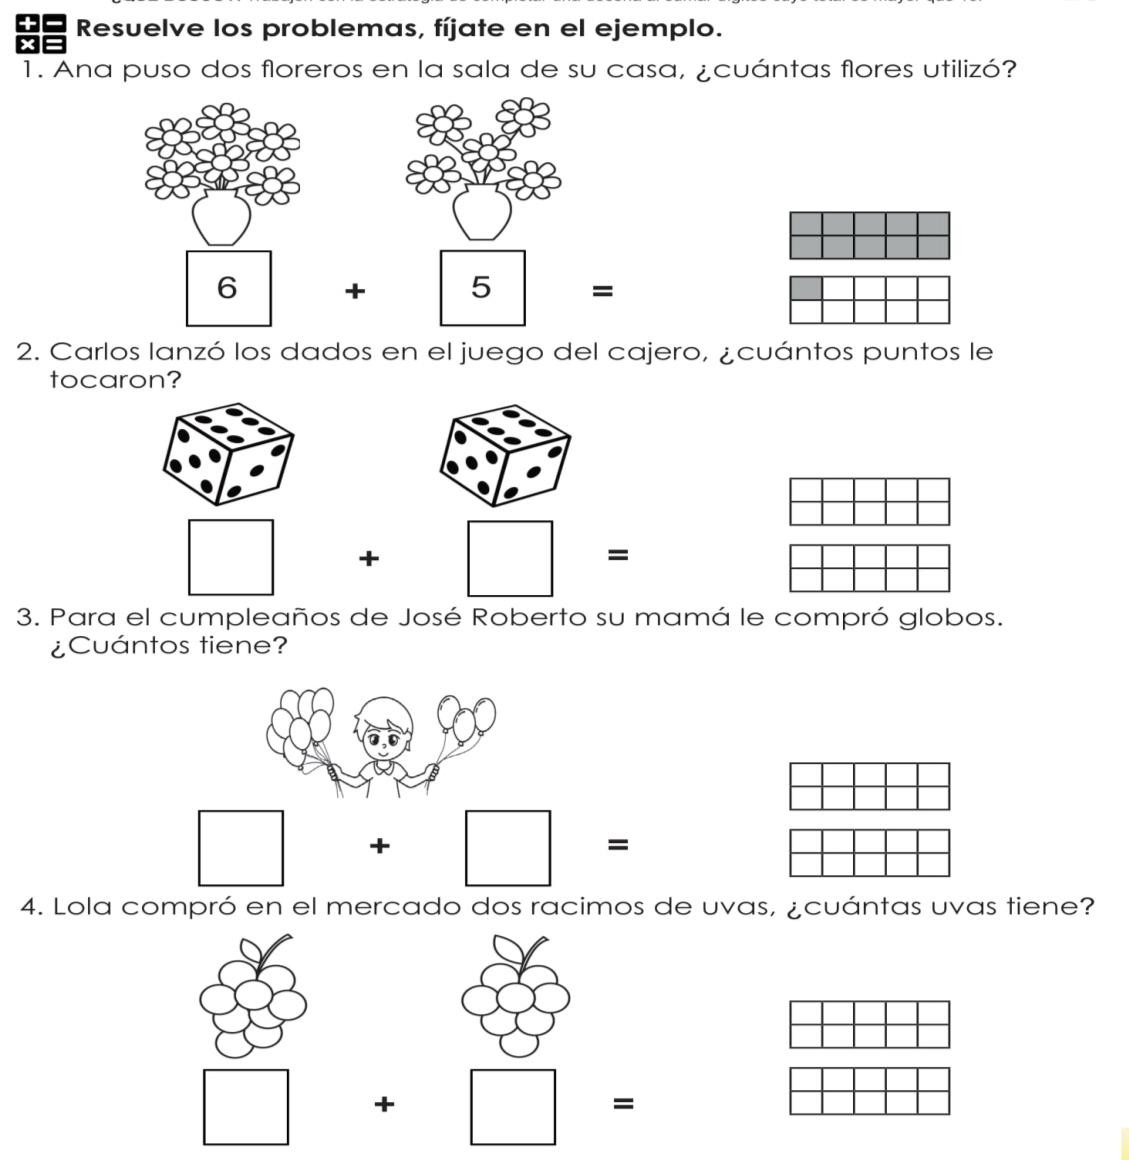 Resuelve los problemas, fíjate en el ejemplo.
1. Ana puso dos floreros en la sala de su casa, ¿cuántas flores utilizó?
6 + 5 =
2. Carlos lanzó los dados en el juego del cajero, ¿cuántos puntos le
tocaron?
+ =
3. Para el cumpleaños de José Roberto su mamá le compró globos.
¿Cuántos tiene?
+ =
4. Lola compró en el mercado dos racimos de uvas, ¿cuántas uvas tiene?
+ =